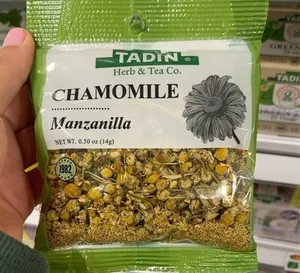 TADIN ®
Herb & Tea Co.
CHAMOMILE
Manzanilla
NET WT. 0.50 oz (14g)